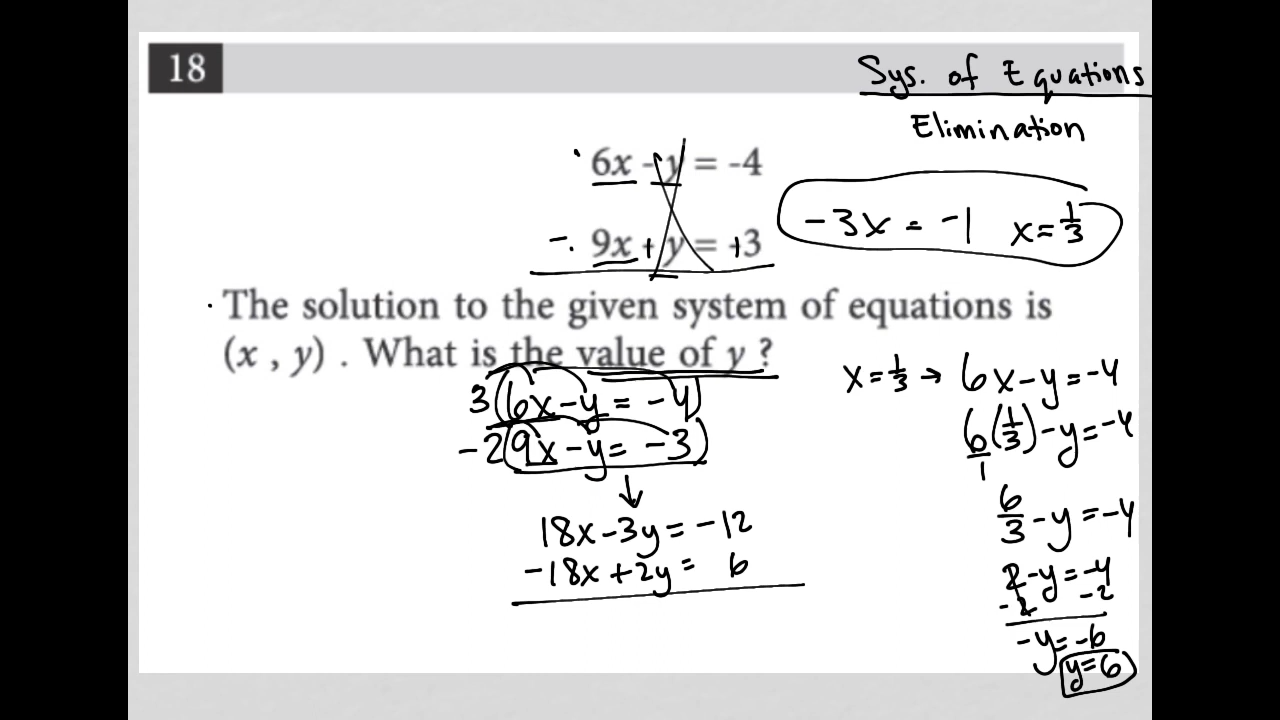 18
Sys. of Equations
Elimination
6x - y = -4
-3x = -1 x = 1/3
-. 9x + y = +3
The solution to the given system of equations is
(x , y) . What is the value of y ?
3(6x - y = -4)
-2(9x - y = -3)
18x - 3y = -12
-18x + 2y = 6
x = 1/3 → 6x - y = -4
6/1 (1/3) - y = -4
6/3 - y = -4
2 - y = -4
-2 -2
-y = -6
y = 6